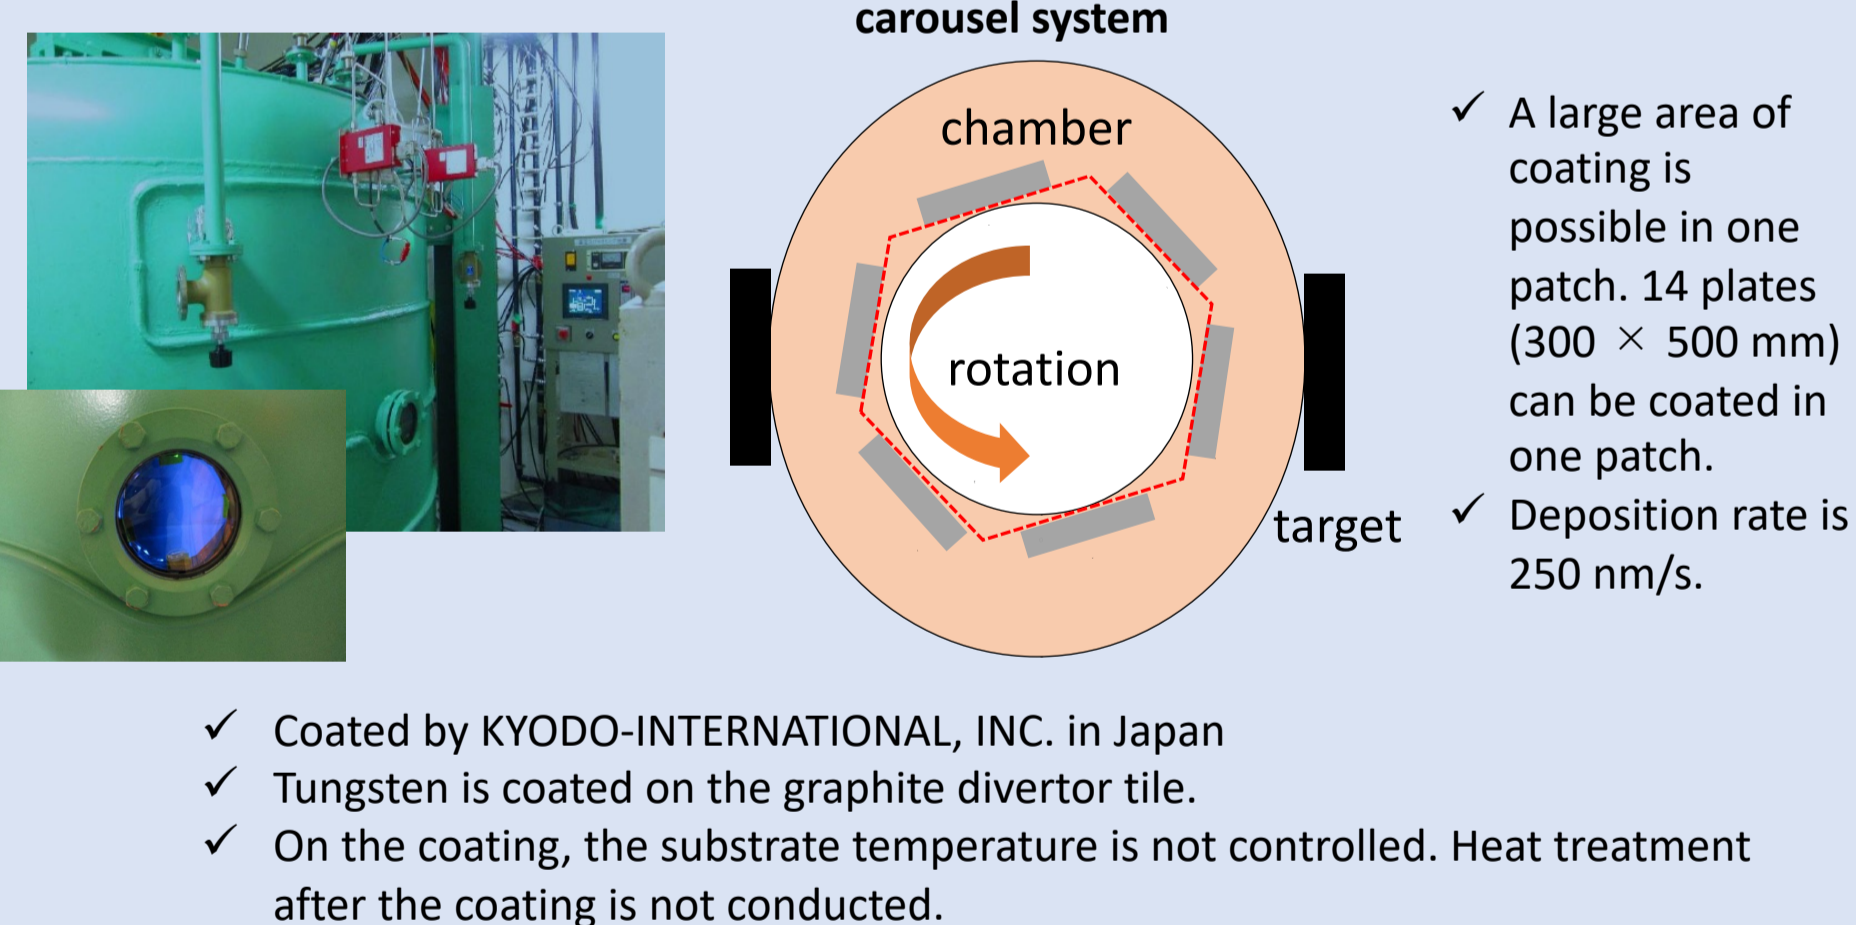 carousel system
chamber
rotation
target
✓ A large area of
coating is
possible in one
patch. 14 plates
(300 × 500 mm)
can be coated in
one patch.
✓ Deposition rate is
250 nm/s.
✓ Coated by KYODO-INTERNATIONAL, INC. in Japan
✓ Tungsten is coated on the graphite divertor tile.
✓ On the coating, the substrate temperature is not controlled. Heat treatment
after the coating is not conducted.